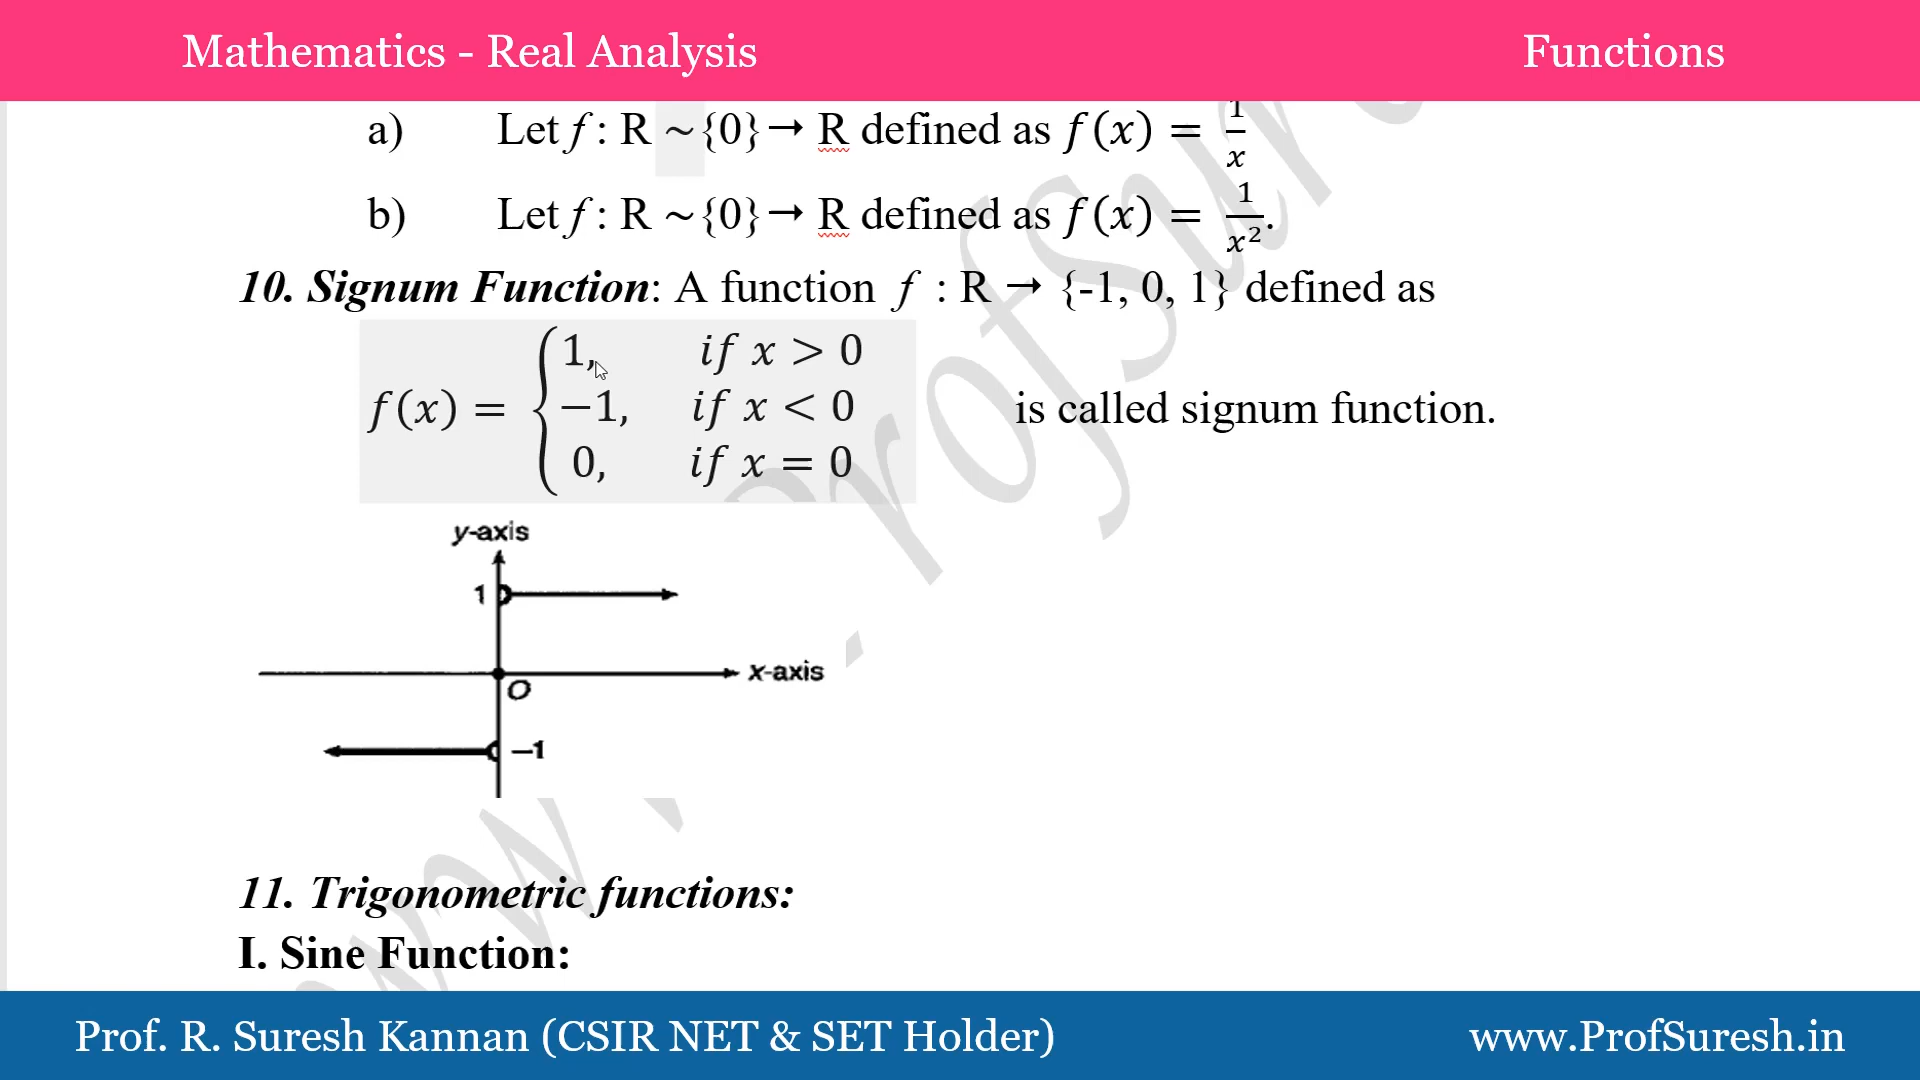 Mathematics - Real Analysis
Functions
a) Let f : R ~{0}→ R defined as f(x) = 1/x
b) Let f : R ~{0}→ R defined as f(x) = 1/x².
10. Signum Function: A function f : R → {-1, 0, 1} defined as
f(x) = { 1, if x > 0
−1, if x < 0
0, if x = 0
is called signum function.
y-axis
1
x-axis
O
−1
11. Trigonometric functions:
I. Sine Function:
Prof. R. Suresh Kannan (CSIR NET & SET Holder)
www.ProfSuresh.in